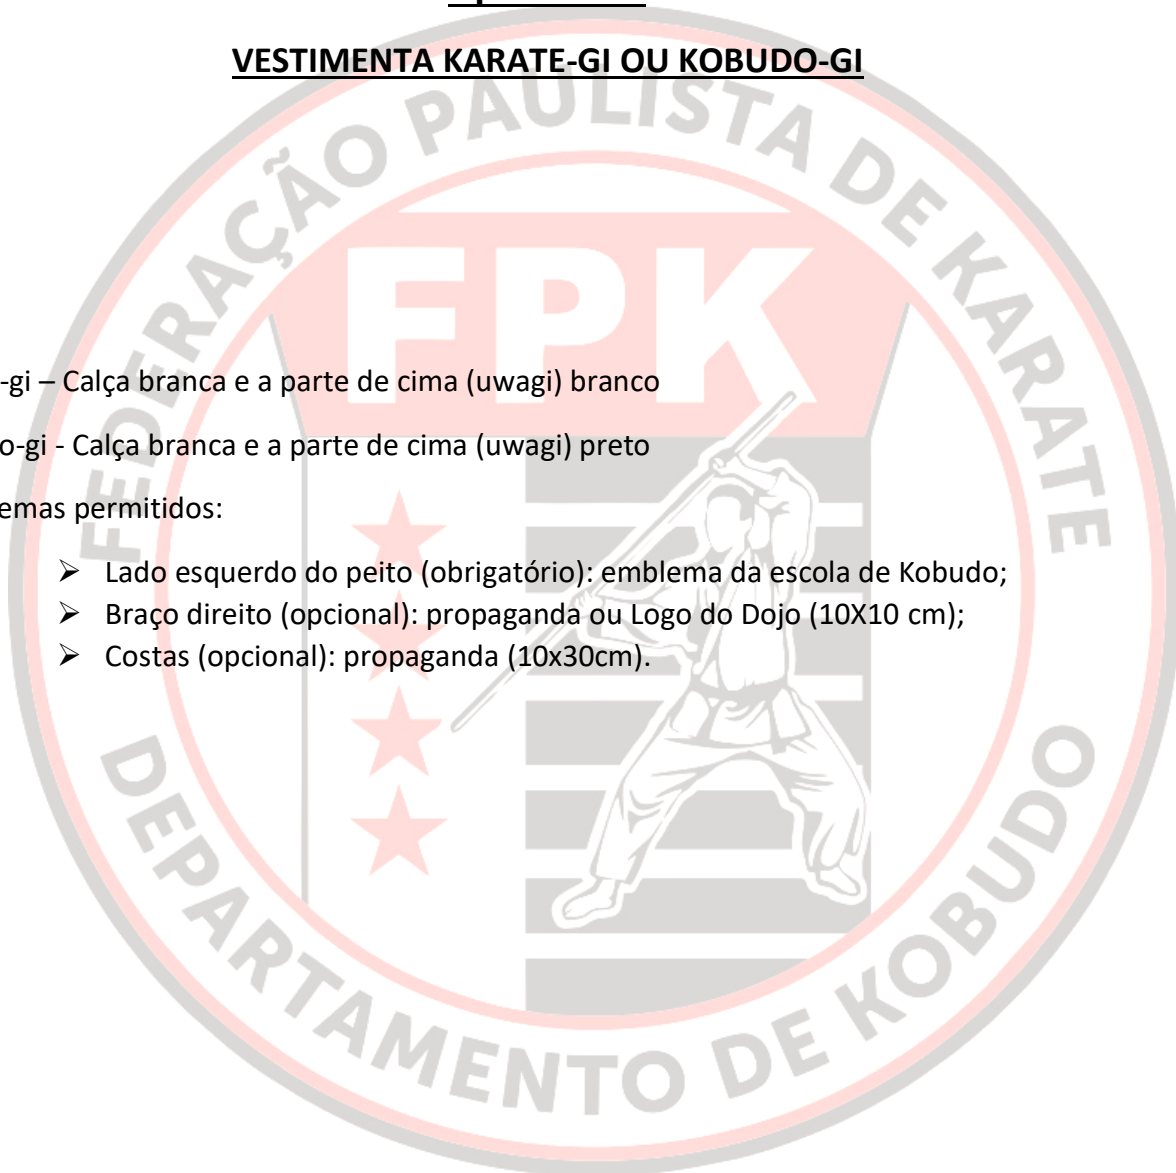 VESTIMENTA KARATE-GI OU KOBUDO-GI
FEDERAÇÃO PAULISTA DE KARATE
FPK
-gi – Calça branca e a parte de cima (uwagi) branco
o-gi - Calça branca e a parte de cima (uwagi) preto
emas permitidos:
➢ Lado esquerdo do peito (obrigatório): emblema da escola de Kobudo;
➢ Braço direito (opcional): propaganda ou Logo do Dojo (10X10 cm);
➢ Costas (opcional): propaganda (10x30cm).
DEPARTAMENTO DE KOBUDO